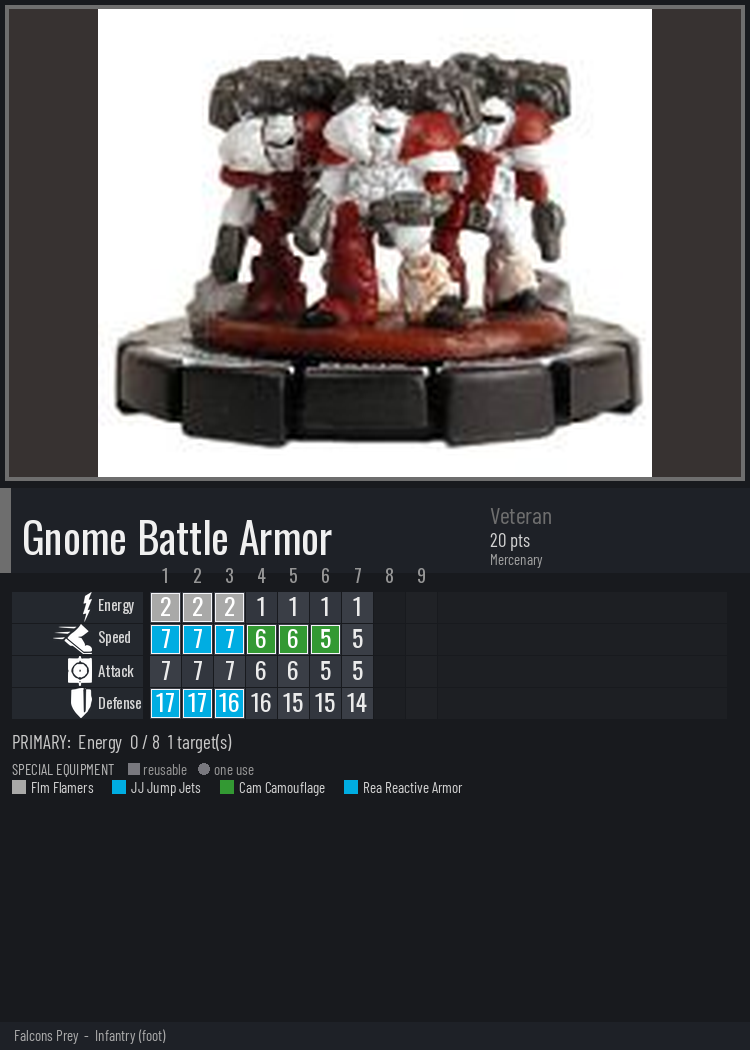 Gnome Battle Armor
Veteran
20 pts
Mercenary
1 2 3 4 5 6 7 8 9
Energy 2 2 2 1 1 1 1
Speed 7 7 7 6 6 5 5
Attack 7 7 7 6 6 5 5
Defense 17 17 16 16 15 15 14
PRIMARY: Energy 0 / 8 1 target(s)
SPECIAL EQUIPMENT reusable one use
Flm Flamers JJ Jump Jets Cam Camouflage Rea Reactive Armor
Falcons Prey - Infantry (foot)